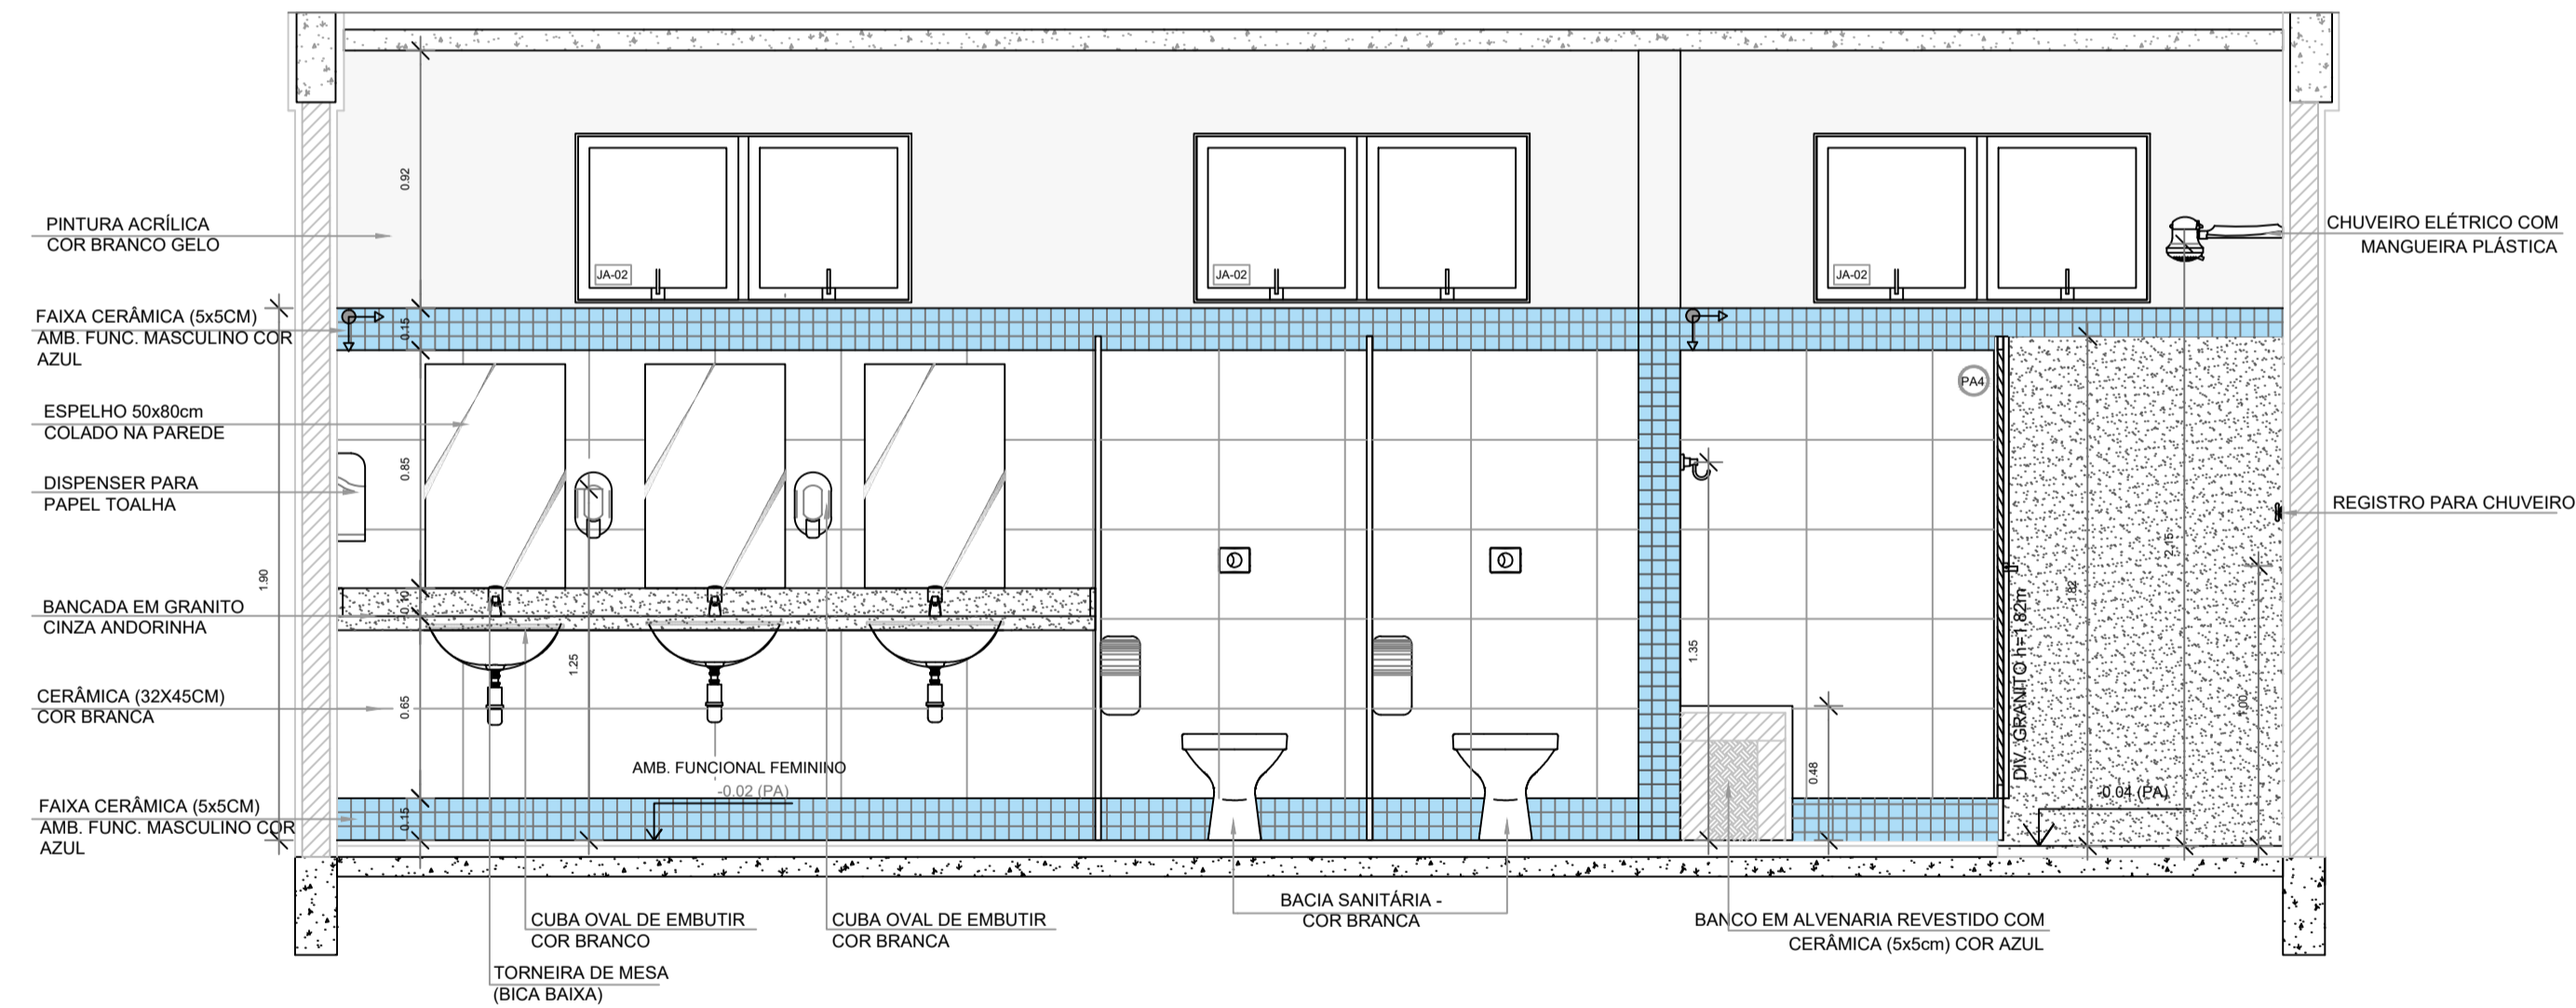 PINTURA ACRÍLICA
COR BRANCO GELO
FAIXA CERÂMICA (5x5CM)
AMB. FUNC. MASCULINO COR
AZUL
ESPELHO 50x80cm
COLADO NA PAREDE
DISPENSER PARA
PAPEL TOALHA
BANCADA EM GRANITO
CINZA ANDORINHA
CERÂMICA (32X45CM)
COR BRANCA
FAIXA CERÂMICA (5x5CM)
AMB. FUNC. MASCULINO COR
AZUL
1.90
0.92
0.15
0.85
0.10
0.65
0.15
1.25
JA-02
JA-02
JA-02
AMB. FUNCIONAL FEMININO
-0.02 (PA)
PA4
1.35
0.48
DIV. GRANITO h=1.82m
1.82
2.15
1.00
-0.04 (PA)
CHUVEIRO ELÉTRICO COM
MANGUEIRA PLÁSTICA
REGISTRO PARA CHUVEIRO
CUBA OVAL DE EMBUTIR
COR BRANCO
CUBA OVAL DE EMBUTIR
COR BRANCA
BACIA SANITÁRIA -
COR BRANCA
BANCO EM ALVENARIA REVESTIDO COM
CERÂMICA (5x5cm) COR AZUL
TORNEIRA DE MESA
(BICA BAIXA)